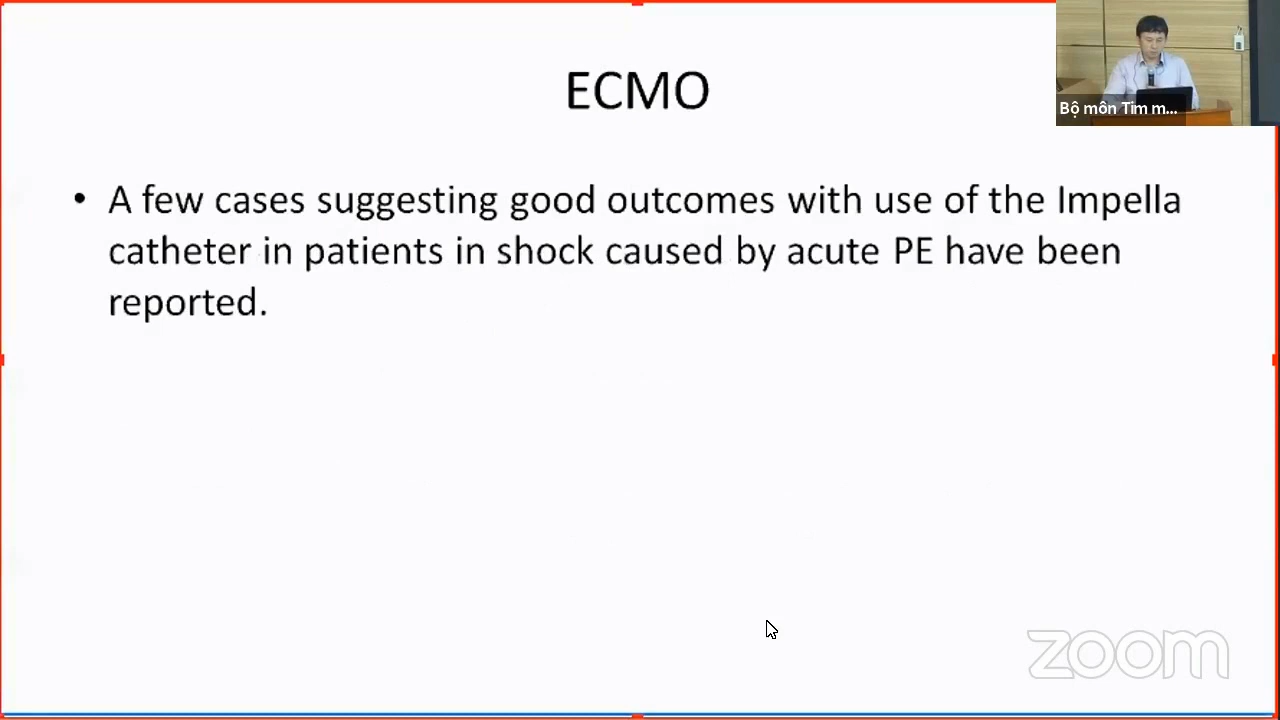 ECMO
Bộ môn Tim m...
• A few cases suggesting good outcomes with use of the Impella
catheter in patients in shock caused by acute PE have been
reported.
zoom